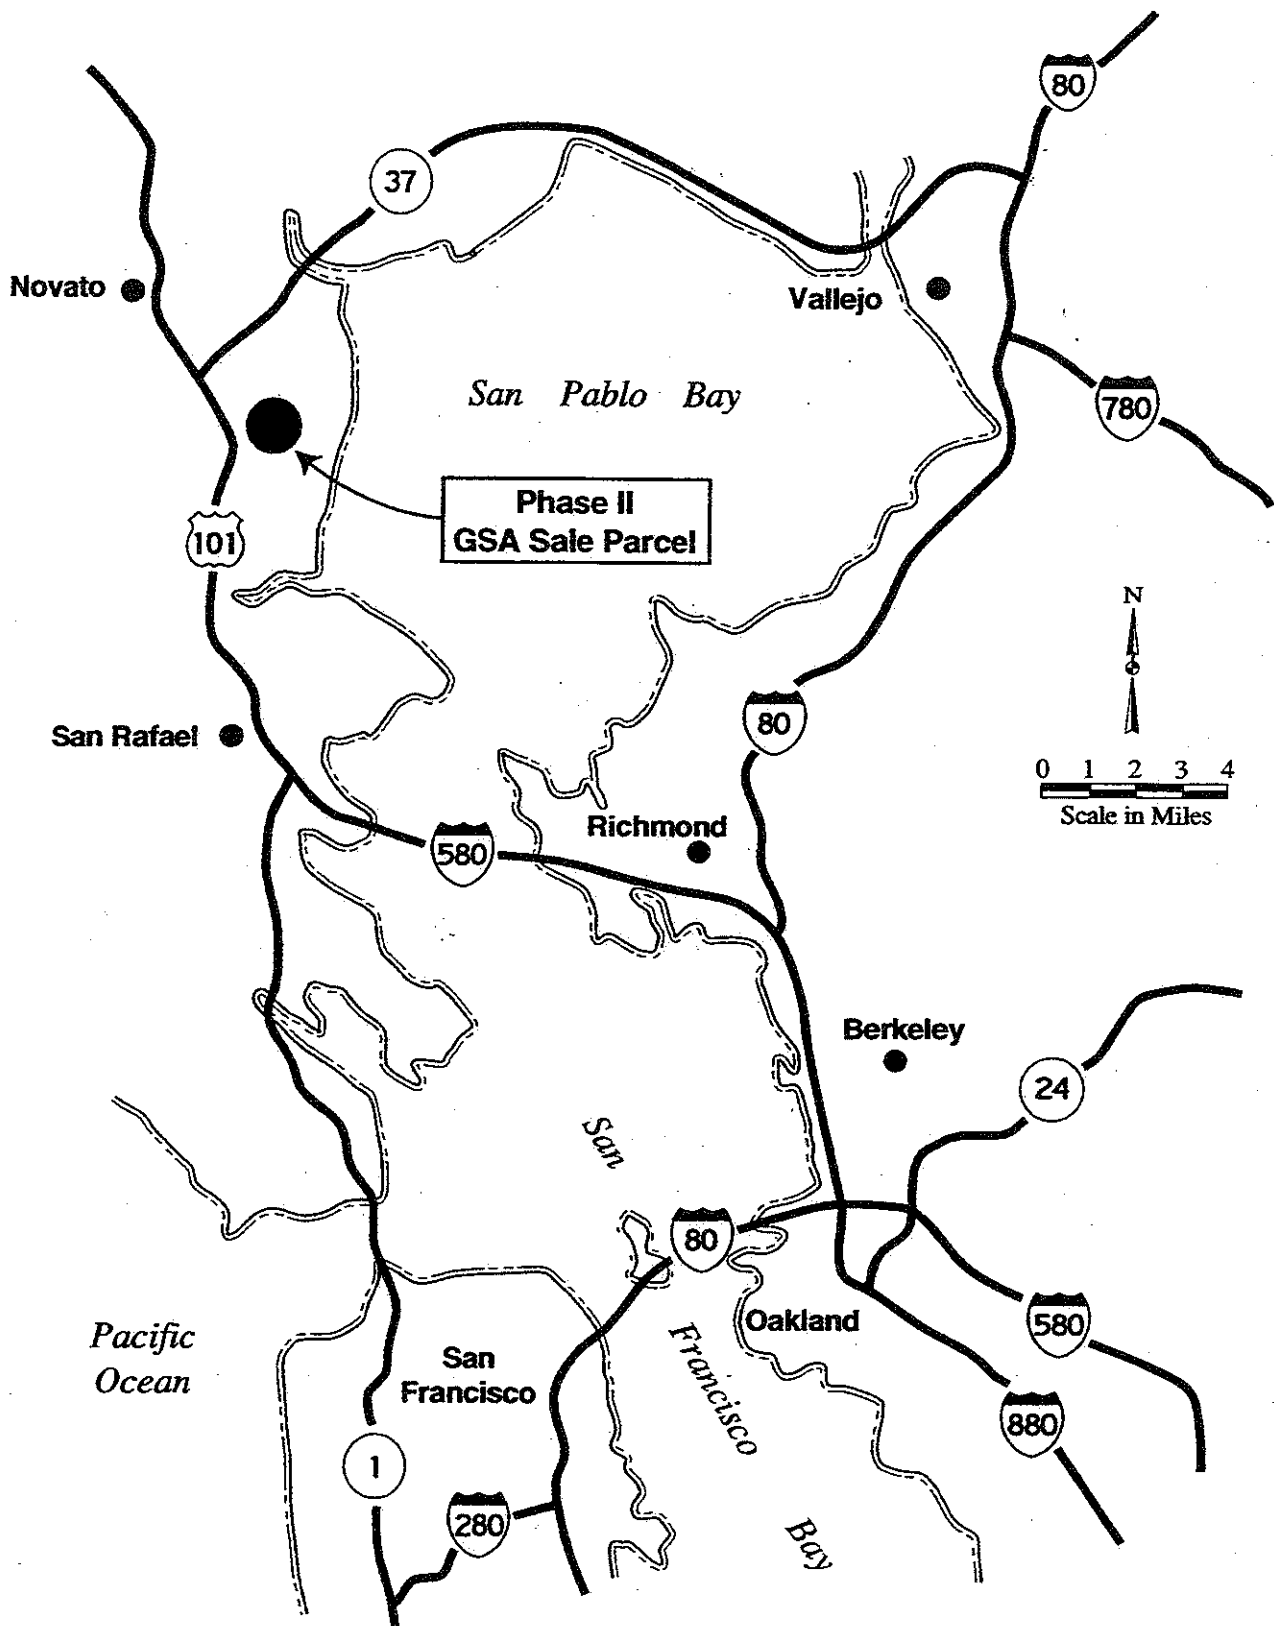 80
37
Novato
Vallejo
San Pablo Bay
780
Phase II
GSA Sale Parcel
101
N
80
San Rafael
0 1 2 3 4
Scale in Miles
Richmond
580
Berkeley
24
San
80
Oakland
580
Pacific
Ocean
San
Francisco
Francisco
880
1
280
Bay